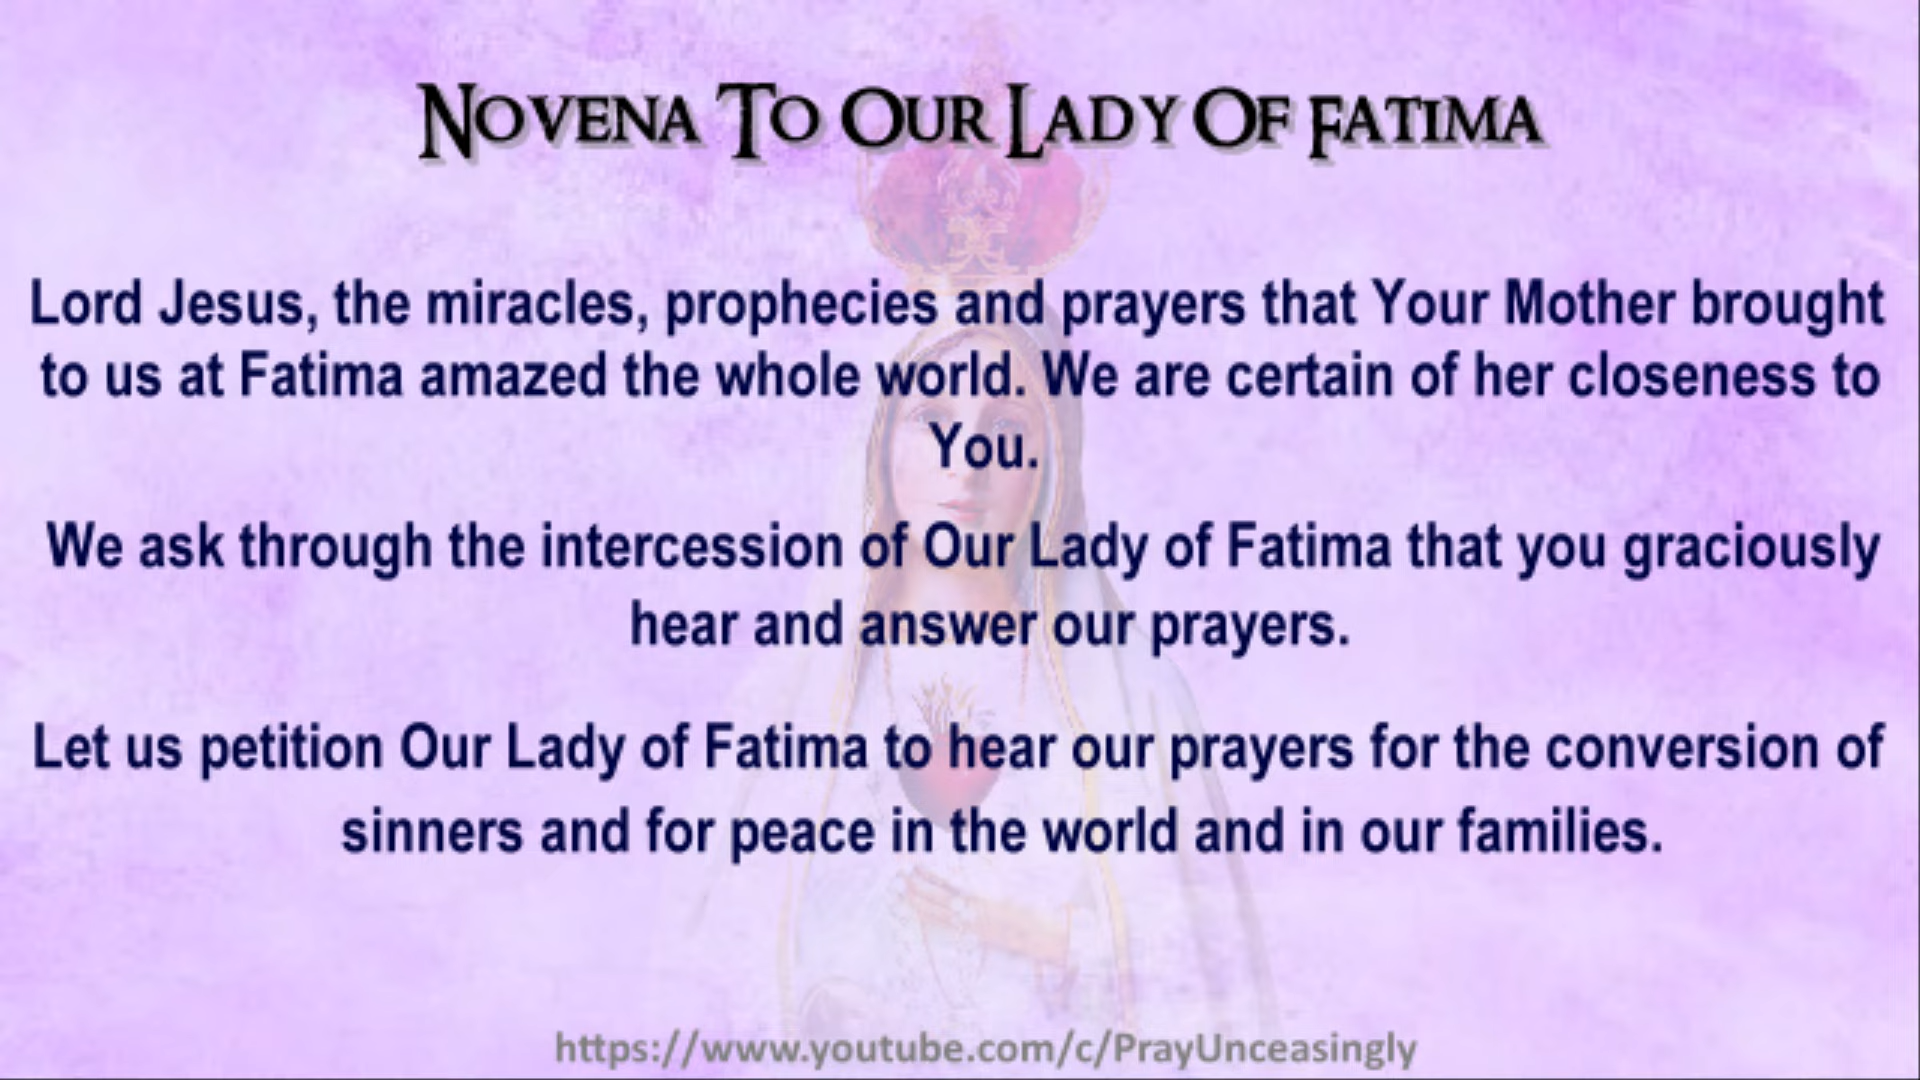 Novena To Our Lady Of Fatima
Lord Jesus, the miracles, prophecies and prayers that Your Mother brought
to us at Fatima amazed the whole world. We are certain of her closeness to
You.
We ask through the intercession of Our Lady of Fatima that you graciously
hear and answer our prayers.
Let us petition Our Lady of Fatima to hear our prayers for the conversion of
sinners and for peace in the world and in our families.
https://www.youtube.com/c/PrayUnceasingly